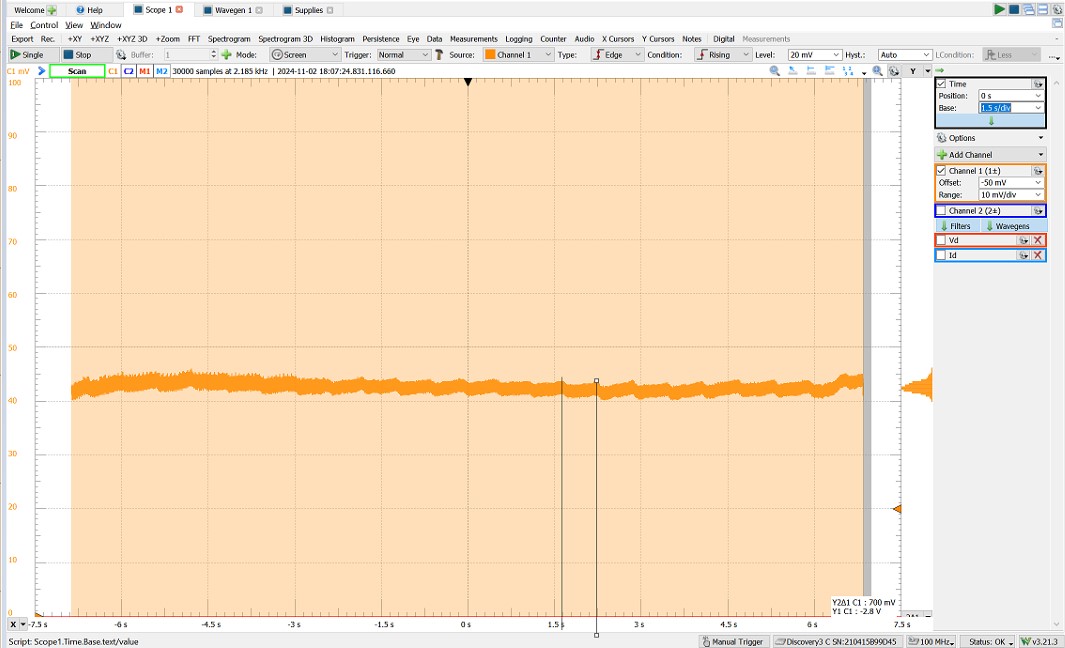 Welcome Help Scope 1 Wavegen 1 Supplies
File Control View Window
Export Rec. +XY +XYZ +XYZ 3D +Zoom FFT Spectrogram Spectrogram 3D Histogram Persistence Eye Data Measurements Logging Counter Audio X Cursors Y Cursors Notes Digital Measurements
Single Stop Buffer: 1 Mode: Screen Trigger: Normal Source: Channel 1 Type: Edge Condition: Rising Level: 20 mV Hyst.: Auto LCondition: Less
C1 mV Scan C1 C2 M1 M2 30000 samples at 2.185 kHz | 2024-11-02 18:07:24.831.116.660 Y
100
90
80
70
60
50
40
30
20
10
0
Time
Position: 0 s
Base: 1.5 s/div
Options
Add Channel
Channel 1 (1±)
Offset: -50 mV
Range: 10 mV/div
Channel 2 (2±)
Filters Wavegens
Vd
Id
Y2Δ1 C1 : 700 mV
Y1 C1 : -2.8 V
X -7.5 s -6 s -4.5 s -3 s -1.5 s 0 s 1.5 s 3 s 4.5 s 6 s 7.5 s
Script: Scope1.Time.Base.text/value Manual Trigger Discovery3 C SN:210415B99D45 100 MHz Status: OK v3.21.3